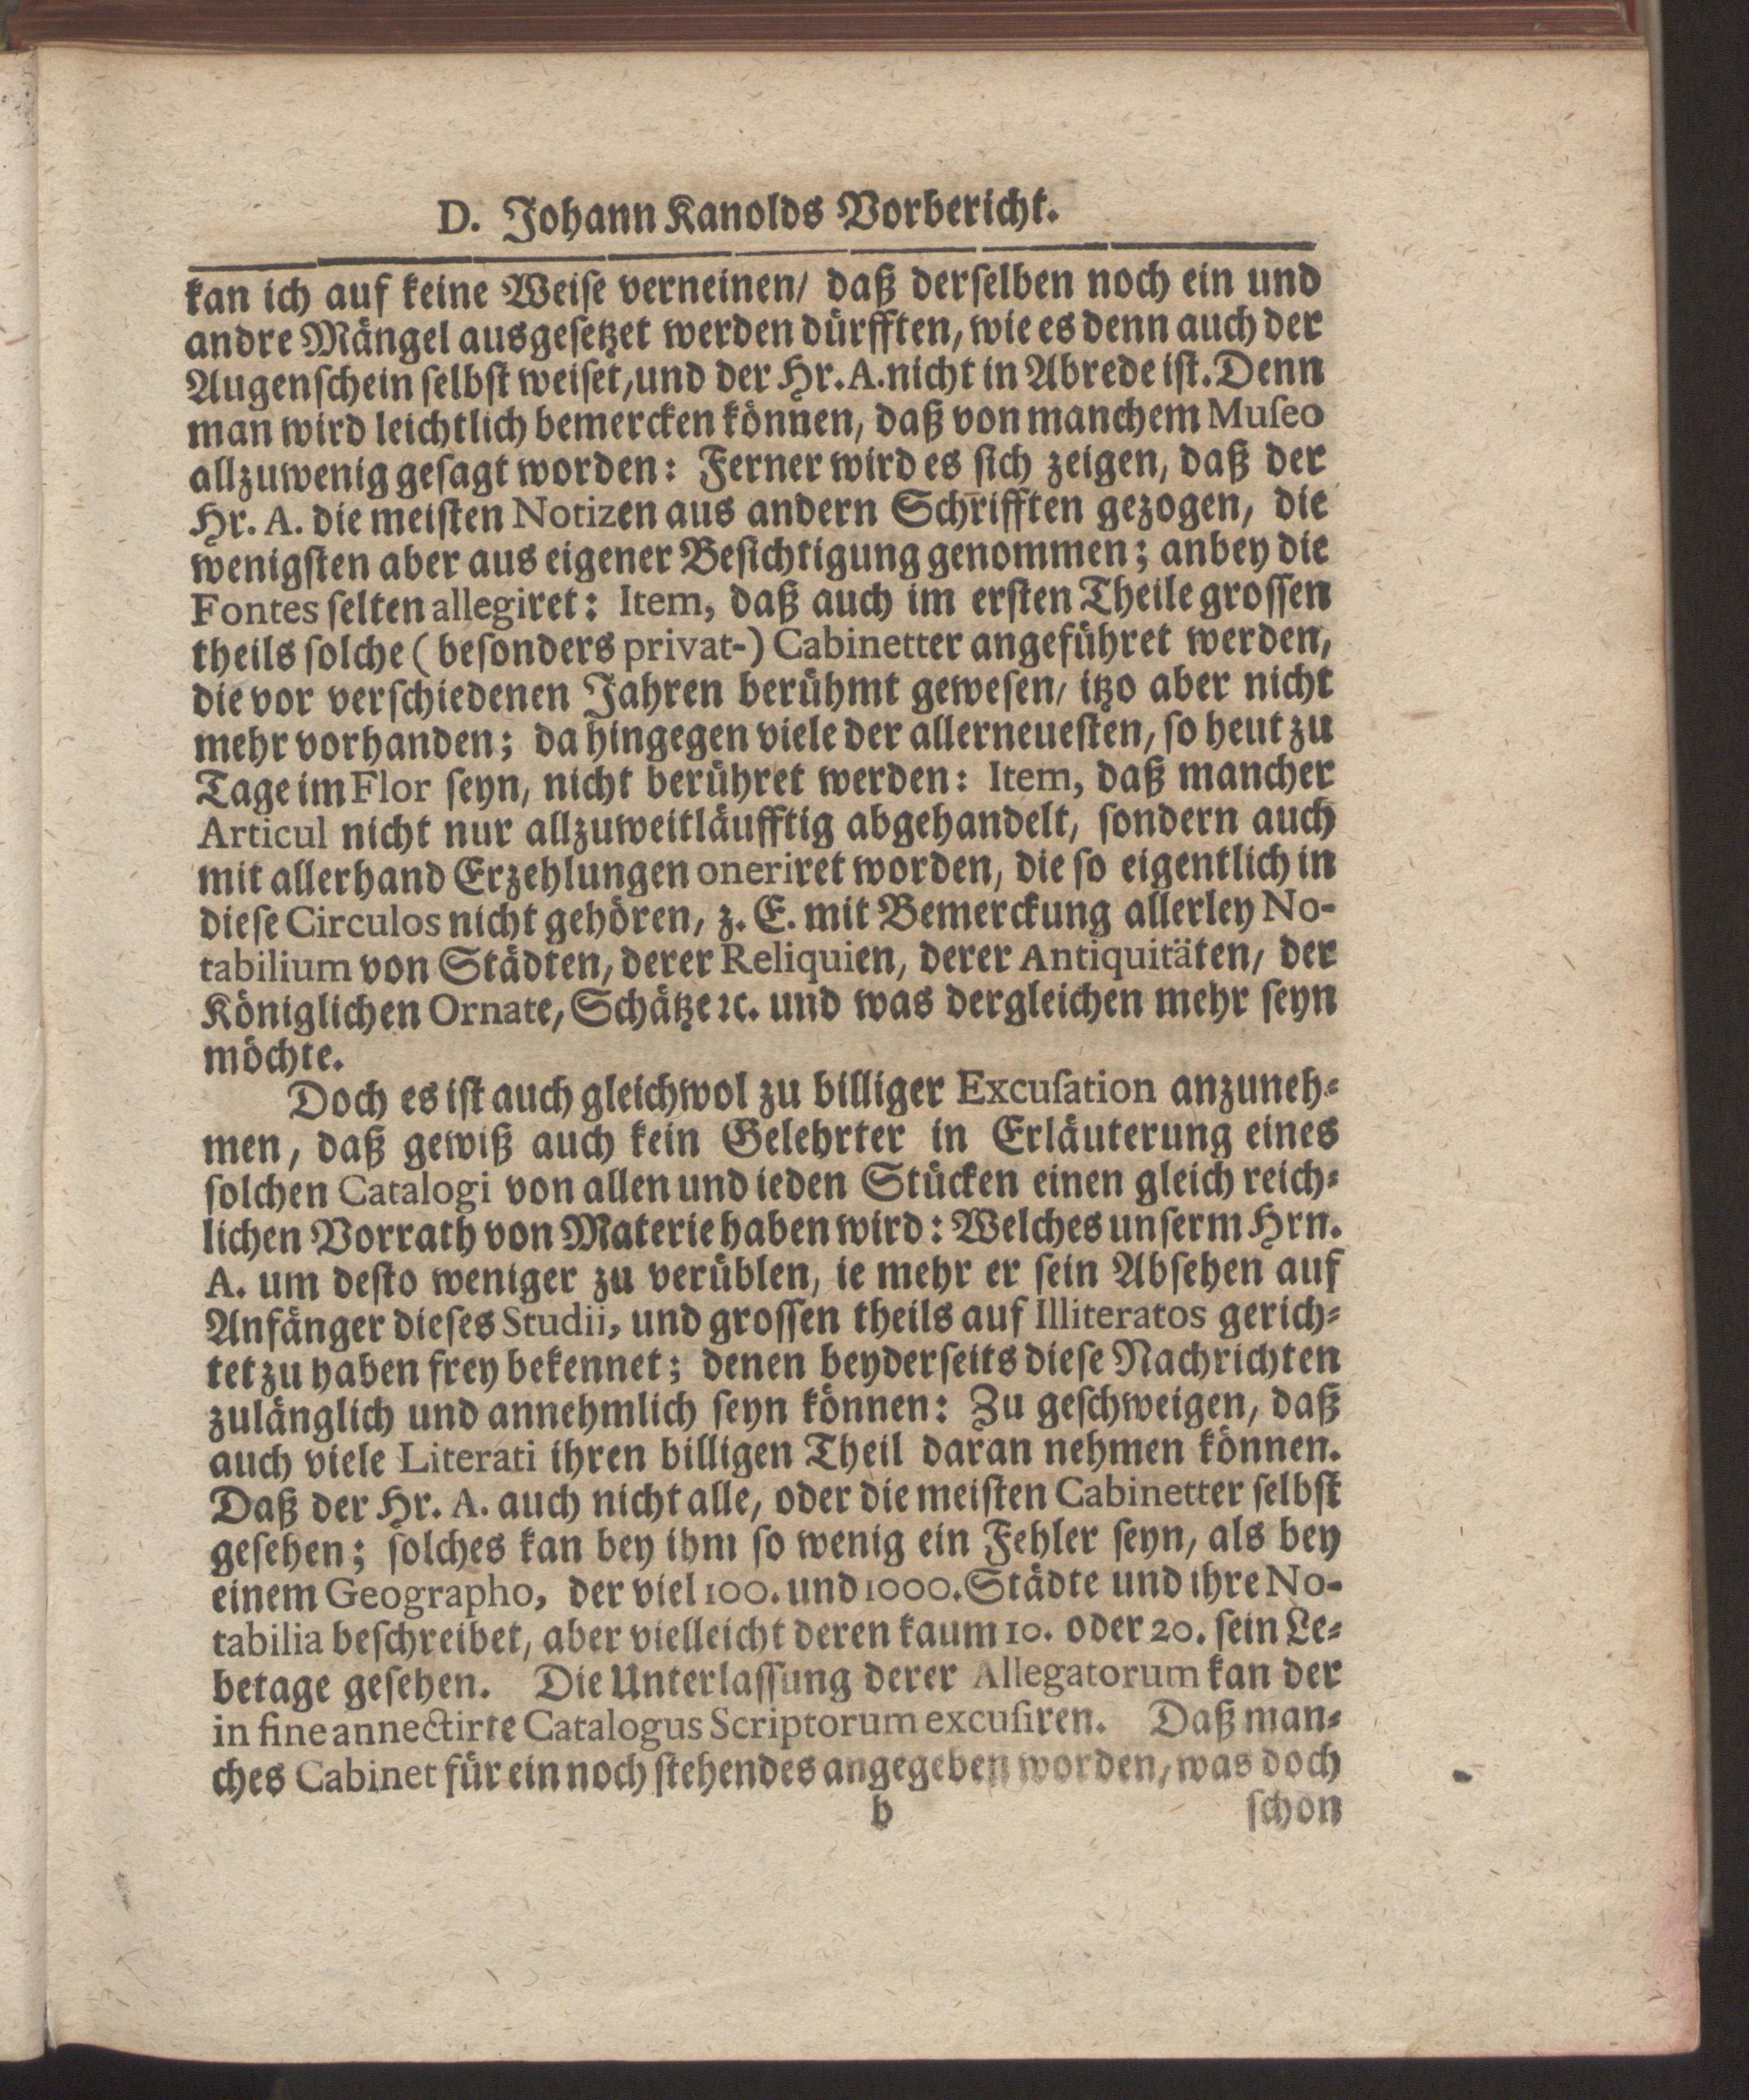 D. Johann Kanolds Vorbericht.
kan ich auf keine Weise verneinen/ daß derselben noch ein und
andre Mängel ausgesetzet werden dürfften, wie es denn auch der
Augenschein selbst weiset, und der Hr. A. nicht in Abrede ist. Denn
man wird leichtlich bemercken können, daß von manchem Museo
allzuwenig gesagt worden: Ferner wird es sich zeigen, daß der
Hr. A. die meisten Notizen aus andern Schrifften gezogen, die
wenigsten aber aus eigener Besichtigung genommen; anbey die
Fontes selten allegiret: Item, daß auch im ersten Theile grossen
theils solche ( besonders privat-) Cabinetter angeführet werden,
die vor verschiedenen Jahren berühmt gewesen/ itzo aber nicht
mehr vorhanden; da hingegen viele der allerneuesten, so heut zu
Tage im Flor seyn, nicht berühret werden: Item, daß mancher
Articul nicht nur allzuweitläufftig abgehandelt, sondern auch
mit allerhand Erzehlungen oneriret worden, die so eigentlich in
diese Circulos nicht gehören, z. E. mit Bemerckung allerley No-
tabilium von Städten, derer Reliquien, derer Antiquitäten/ der
Königlichen Ornate, Schätze ꝛc. und was dergleichen mehr seyn
möchte.
Doch es ist auch gleichwol zu billiger Excusation anzuneh-
men, daß gewiß auch kein Gelehrter in Erläuterung eines
solchen Catalogi von allen und ieden Stücken einen gleich reich-
lichen Vorrath von Materie haben wird: Welches unserm Hrn.
A. um desto weniger zu verüblen, ie mehr er sein Absehen auf
Anfänger dieses Studii, und grossen theils auf Illiteratos gerich-
tet zu haben frey bekennet; denen beyderseits diese Nachrichten
zulänglich und annehmlich seyn können: Zu geschweigen, daß
auch viele Literati ihren billigen Theil daran nehmen können.
Daß der Hr. A. auch nicht alle, oder die meisten Cabinetter selbst
gesehen; solches kan bey ihm so wenig ein Fehler seyn, als bey
einem Geographo, der viel 100. und 1000. Städte und ihre No-
tabilia beschreibet, aber vielleicht deren kaum 10. oder 20. sein Le-
betage gesehen. Die Unterlassung derer Allegatorum kan der
in fine annectirte Catalogus Scriptorum excusiren. Daß man-
ches Cabinet für ein noch stehendes angegeben worden, was doch
b schon